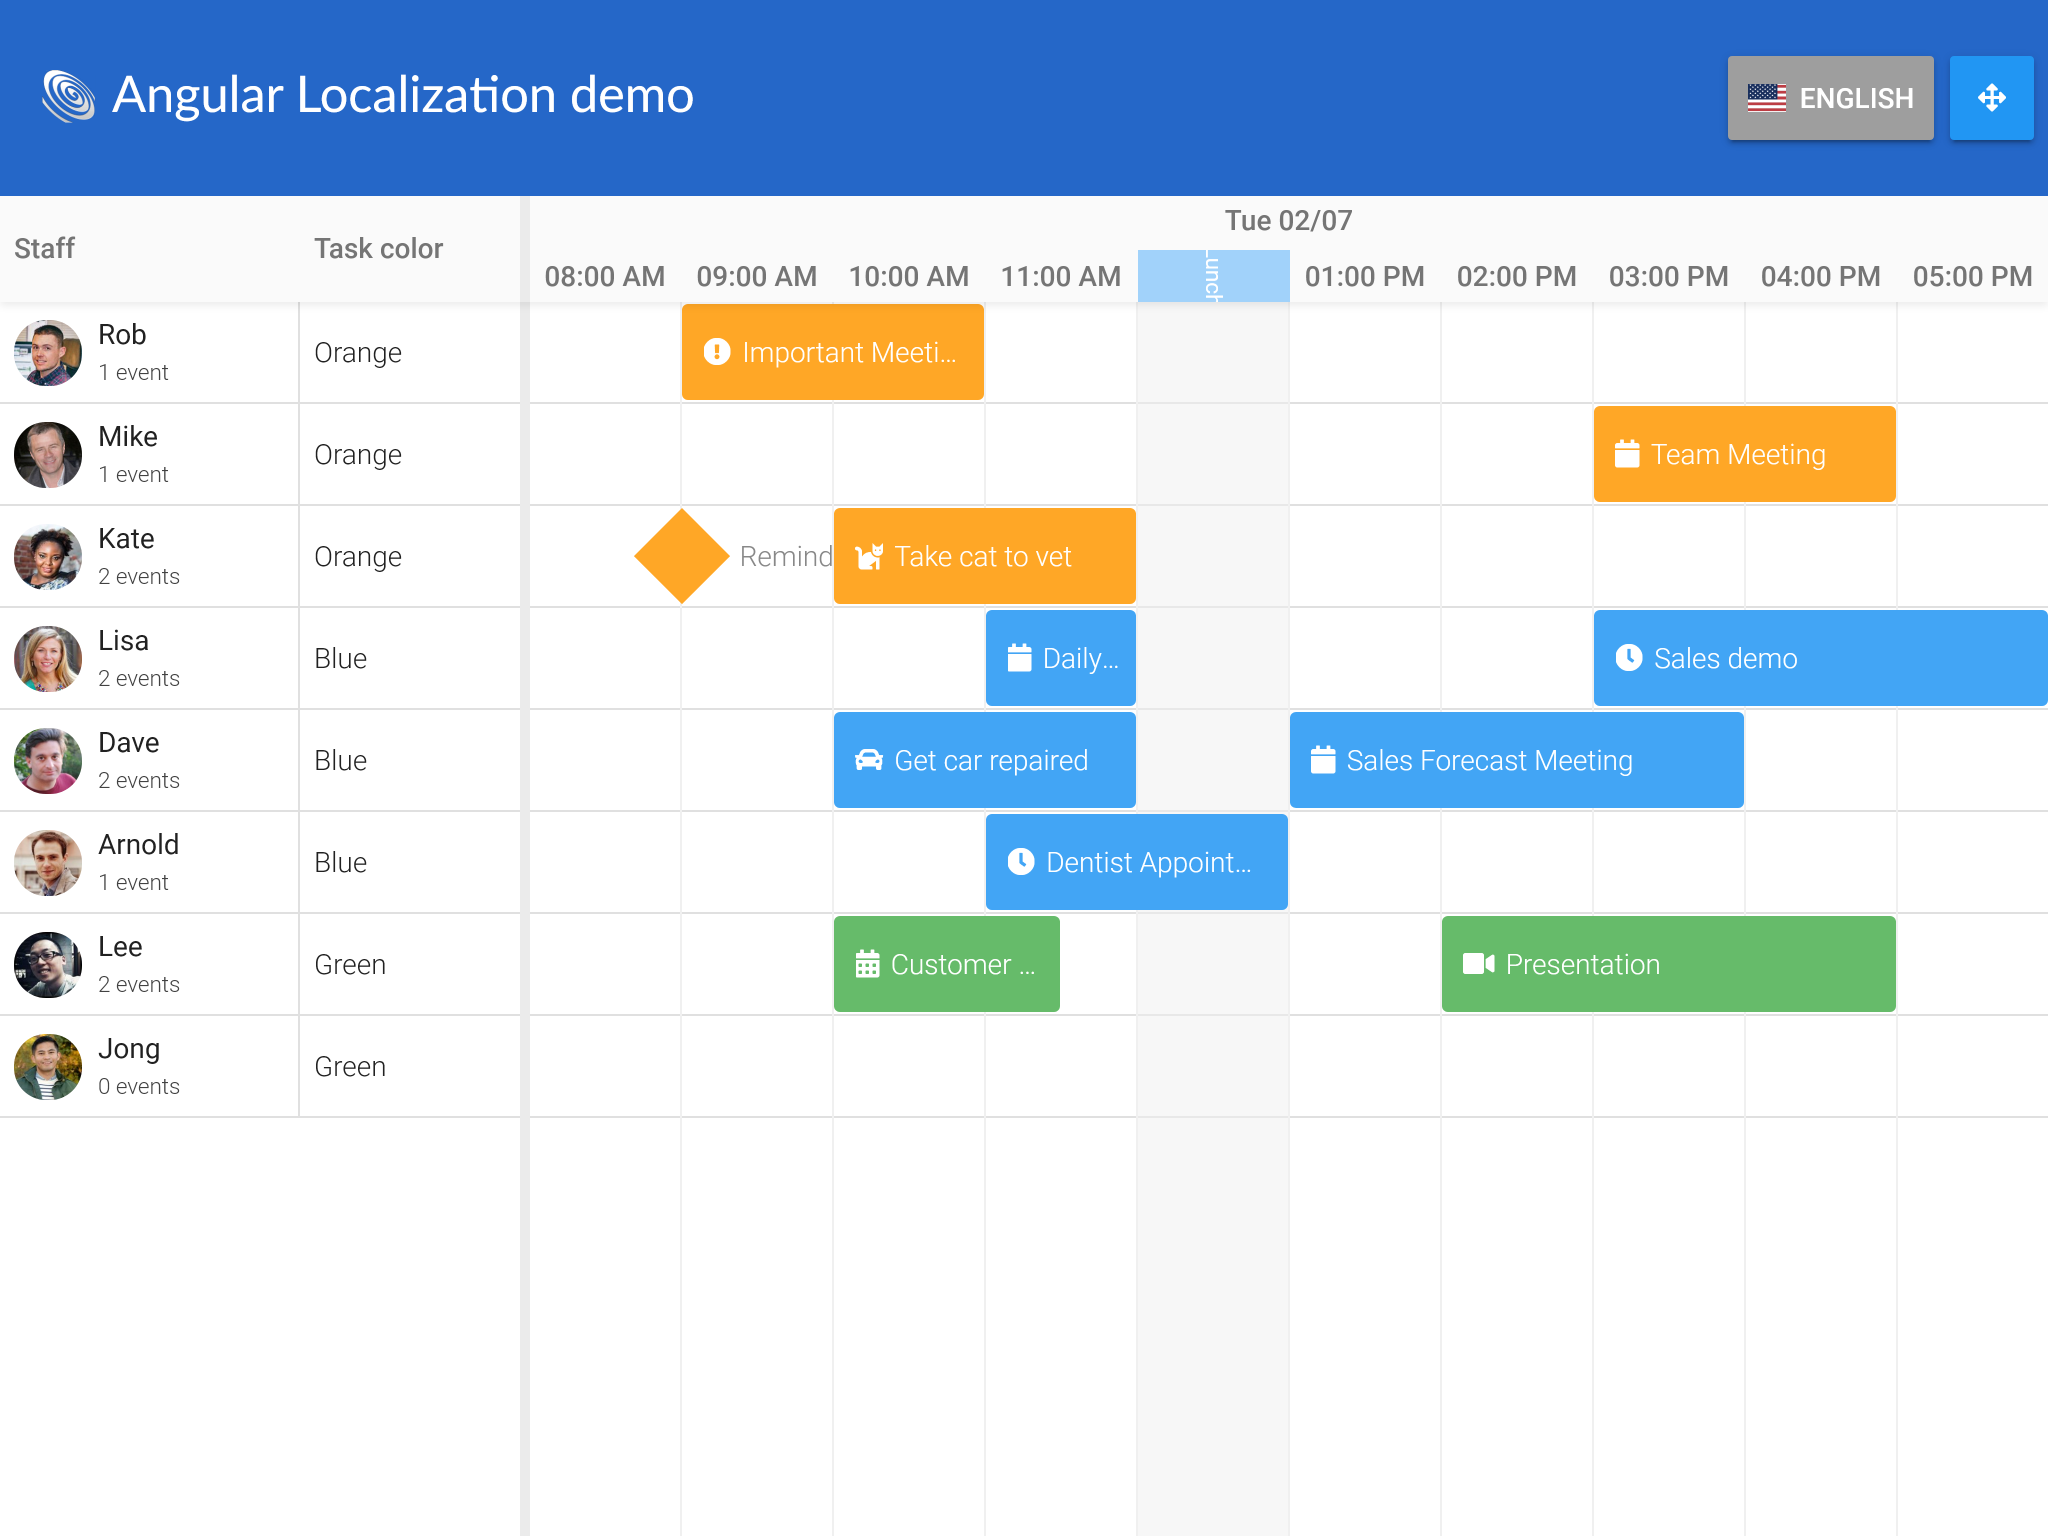 Angular Localization demo
ENGLISH
Staff
Task color
Tue 02/07
08:00 AM 09:00 AM 10:00 AM 11:00 AM Lunch 01:00 PM 02:00 PM 03:00 PM 04:00 PM 05:00 PM
Rob
1 event
Orange
Important Meeti...
Mike
1 event
Orange
Team Meeting
Kate
2 events
Orange
Remind
Take cat to vet
Lisa
2 events
Blue
Daily...
Sales demo
Dave
2 events
Blue
Get car repaired
Sales Forecast Meeting
Arnold
1 event
Blue
Dentist Appoint...
Lee
2 events
Green
Customer ...
Presentation
Jong
0 events
Green